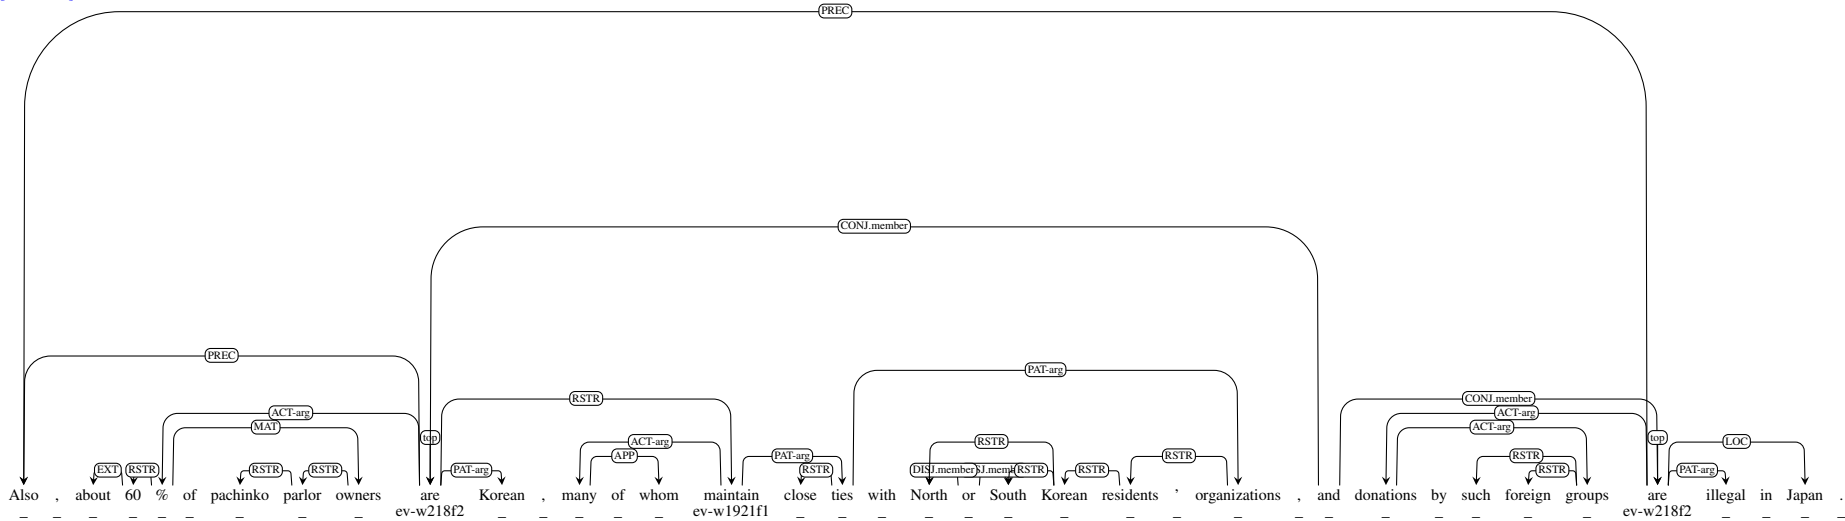 PREC
CONJ.member
PREC
PAT-arg
RSTR CONJ.member
ACT-arg ACT-arg
MAT ACT-arg
top ACT-arg RSTR top LOC
APP PAT-arg RSTR RSTR
EXT RSTR RSTR RSTR PAT-arg RSTR DISJ.member RSTR RSTR RSTR PAT-arg
Also , about 60 % of pachinko parlor owners are Korean , many of whom maintain close ties with North or South Korean residents ' organizations , and donations by such foreign groups are illegal in Japan .
ev-w218f2 ev-w1921f1 ev-w218f2